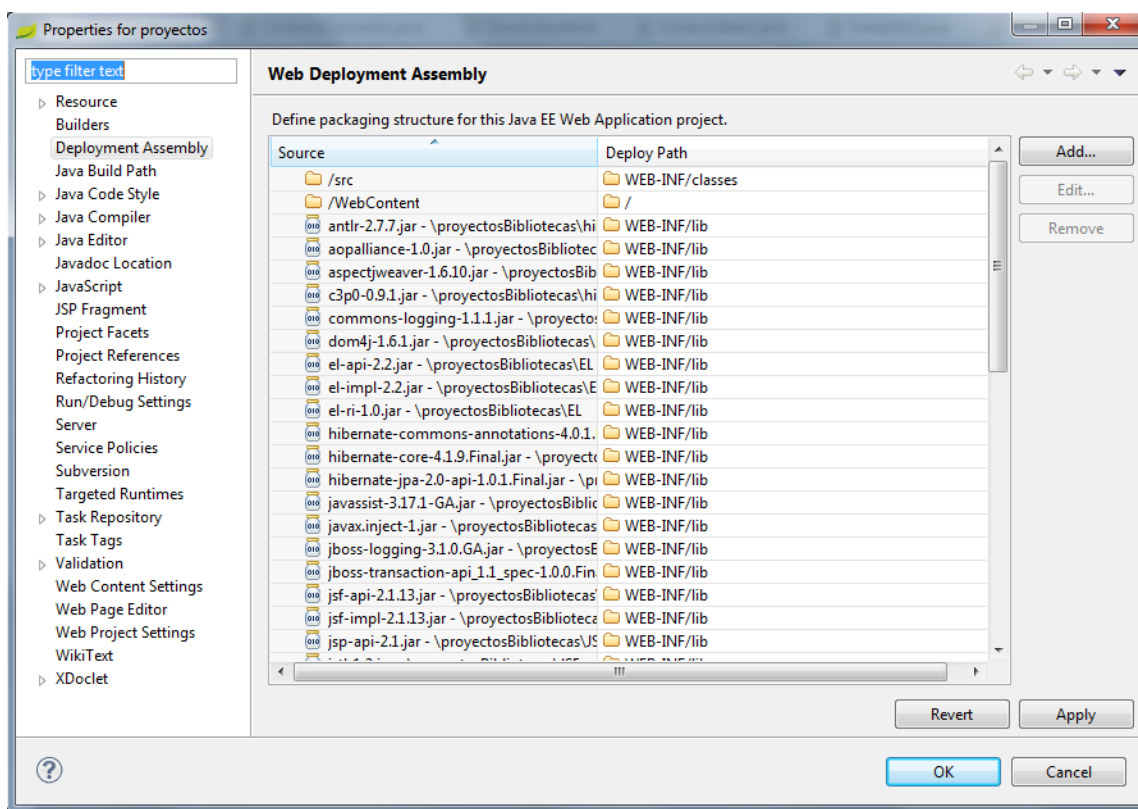 Properties for proyectos
type filter text
Resource
Builders
Deployment Assembly
Java Build Path
Java Code Style
Java Compiler
Java Editor
Javadoc Location
JavaScript
JSP Fragment
Project Facets
Project References
Refactoring History
Run/Debug Settings
Server
Service Policies
Subversion
Targeted Runtimes
Task Repository
Task Tags
Validation
Web Content Settings
Web Page Editor
Web Project Settings
WikiText
XDoclet
Web Deployment Assembly
Define packaging structure for this Java EE Web Application project.
Source Deploy Path
/src WEB-INF/classes
/WebContent /
antlr-2.7.7.jar - \proyectosBibliotecas\hi WEB-INF/lib
aopalliance-1.0.jar - \proyectosBibliotec WEB-INF/lib
aspectjweaver-1.6.10.jar - \proyectosBib WEB-INF/lib
c3p0-0.9.1.jar - \proyectosBibliotecas\hi WEB-INF/lib
commons-logging-1.1.1.jar - \proyectos WEB-INF/lib
dom4j-1.6.1.jar - \proyectosBibliotecas\ WEB-INF/lib
el-api-2.2.jar - \proyectosBibliotecas\EL WEB-INF/lib
el-impl-2.2.jar - \proyectosBibliotecas\E WEB-INF/lib
el-ri-1.0.jar - \proyectosBibliotecas\EL WEB-INF/lib
hibernate-commons-annotations-4.0.1. WEB-INF/lib
hibernate-core-4.1.9.Final.jar - \proyect WEB-INF/lib
hibernate-jpa-2.0-api-1.0.1.Final.jar - \p WEB-INF/lib
javassist-3.17.1-GA.jar - \proyectosBiblic WEB-INF/lib
javax.inject-1.jar - \proyectosBibliotecas WEB-INF/lib
jboss-logging-3.1.0.GA.jar - \proyectosB WEB-INF/lib
jboss-transaction-api_1.1_spec-1.0.0.Fin WEB-INF/lib
jsf-api-2.1.13.jar - \proyectosBibliotecas WEB-INF/lib
jsf-impl-2.1.13.jar - \proyectosBiblioteca WEB-INF/lib
jsp-api-2.1.jar - \proyectosBibliotecas\JS WEB-INF/lib
Add...
Edit...
Remove
Revert Apply
OK Cancel